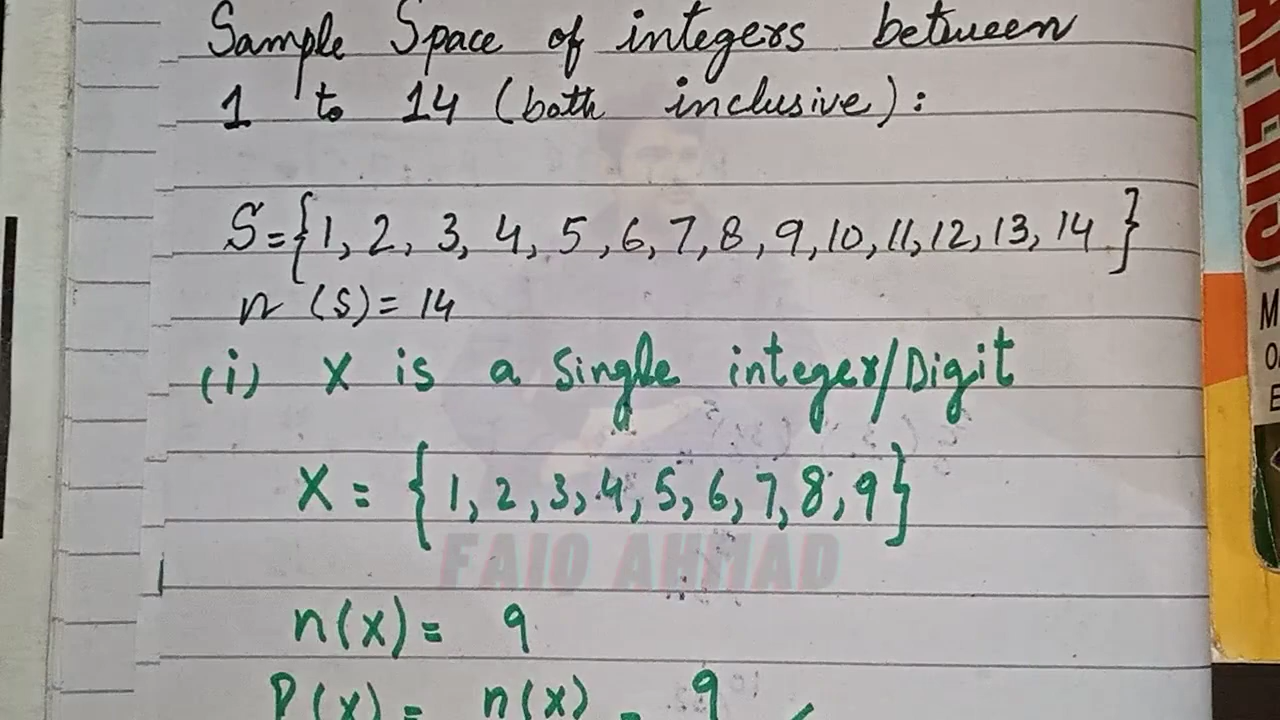 Sample Space of integers between
1 to 14 (both inclusive):
S={1, 2, 3, 4, 5, 6, 7, 8, 9, 10, 11, 12, 13, 14}
n (S) = 14
(i) X is a Single integer/Digit
X = {1, 2, 3, 4, 5, 6, 7, 8, 9}
FAIQ AHMAD
n(X) = 9
P(X) = n(X) = 9